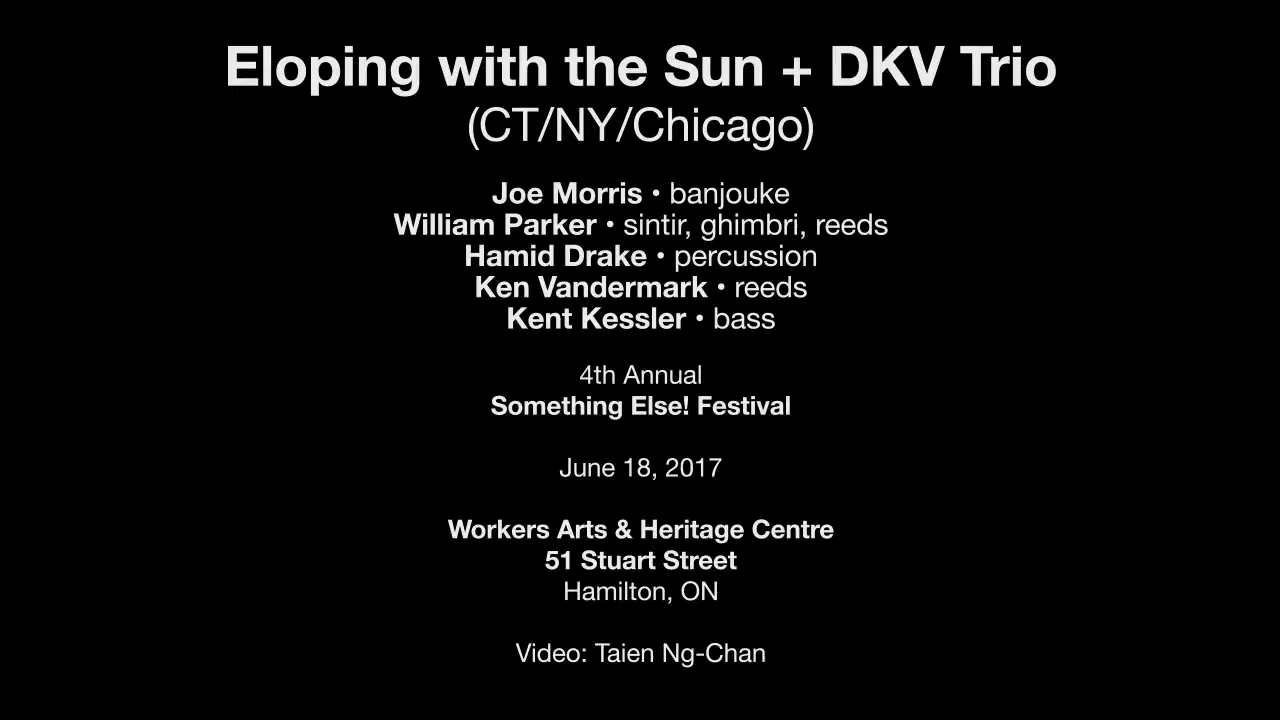 Eloping with the Sun + DKV Trio
(CT/NY/Chicago)
Joe Morris • banjouke
William Parker • sintir, ghimbri, reeds
Hamid Drake • percussion
Ken Vandermark • reeds
Kent Kessler • bass
4th Annual
Something Else! Festival
June 18, 2017
Workers Arts & Heritage Centre
51 Stuart Street
Hamilton, ON
Video: Taien Ng-Chan